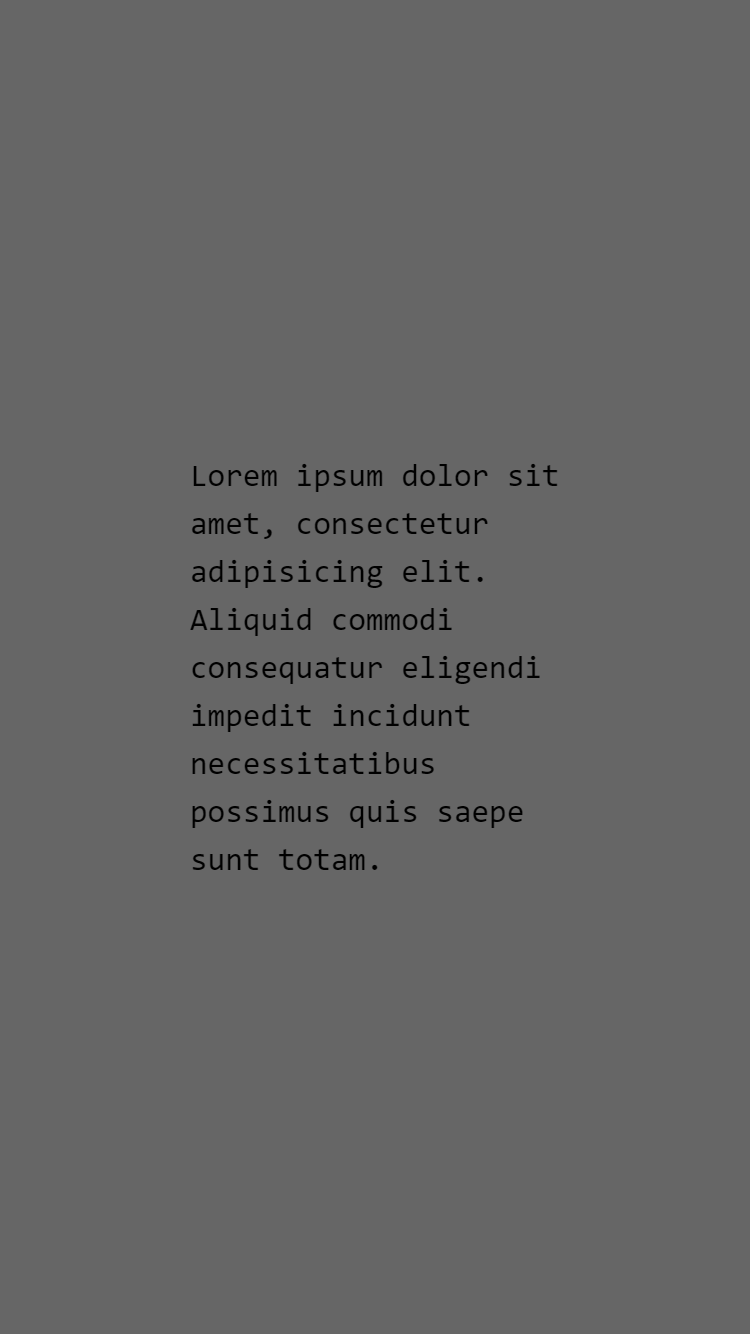 Lorem ipsum dolor sit
amet, consectetur
adipisicing elit.
Aliquid commodi
consequatur eligendi
impedit incidunt
necessitatibus
possimus quis saepe
sunt totam.